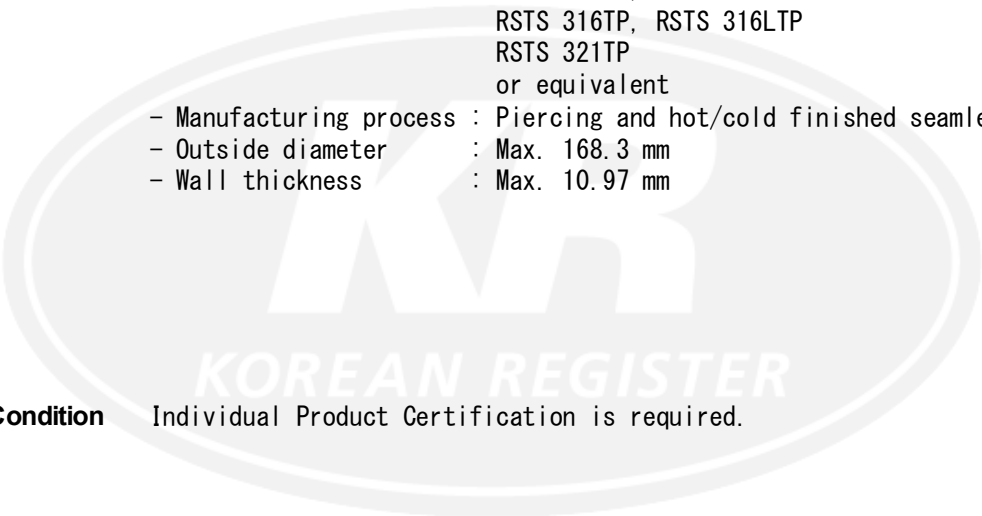 RSTS 316TP, RSTS 316LTP
RSTS 321TP
or equivalent
- Manufacturing process : Piercing and hot/cold finished
- Outside diameter : Max. 168.3 mm
- Wall thickness : Max. 10.97 mm
KR
KOREAN REGISTER
Condition Individual Product Certification is required.